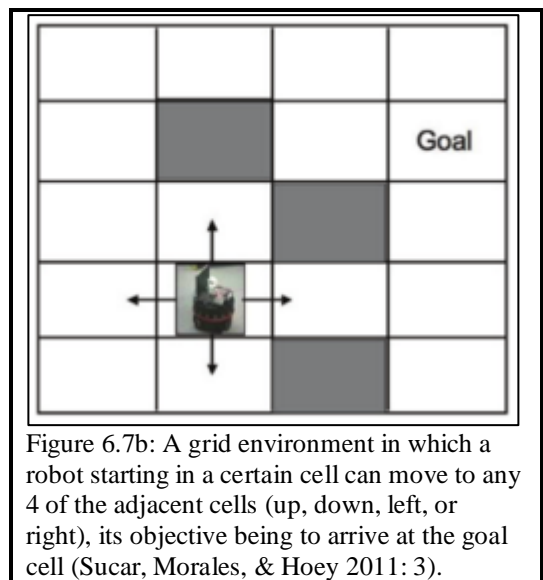 Goal
Figure 6.7b: A grid environment in which a
robot starting in a certain cell can move to any
4 of the adjacent cells (up, down, left, or
right), its objective being to arrive at the goal
cell (Sucar, Morales, & Hoey 2011: 3).